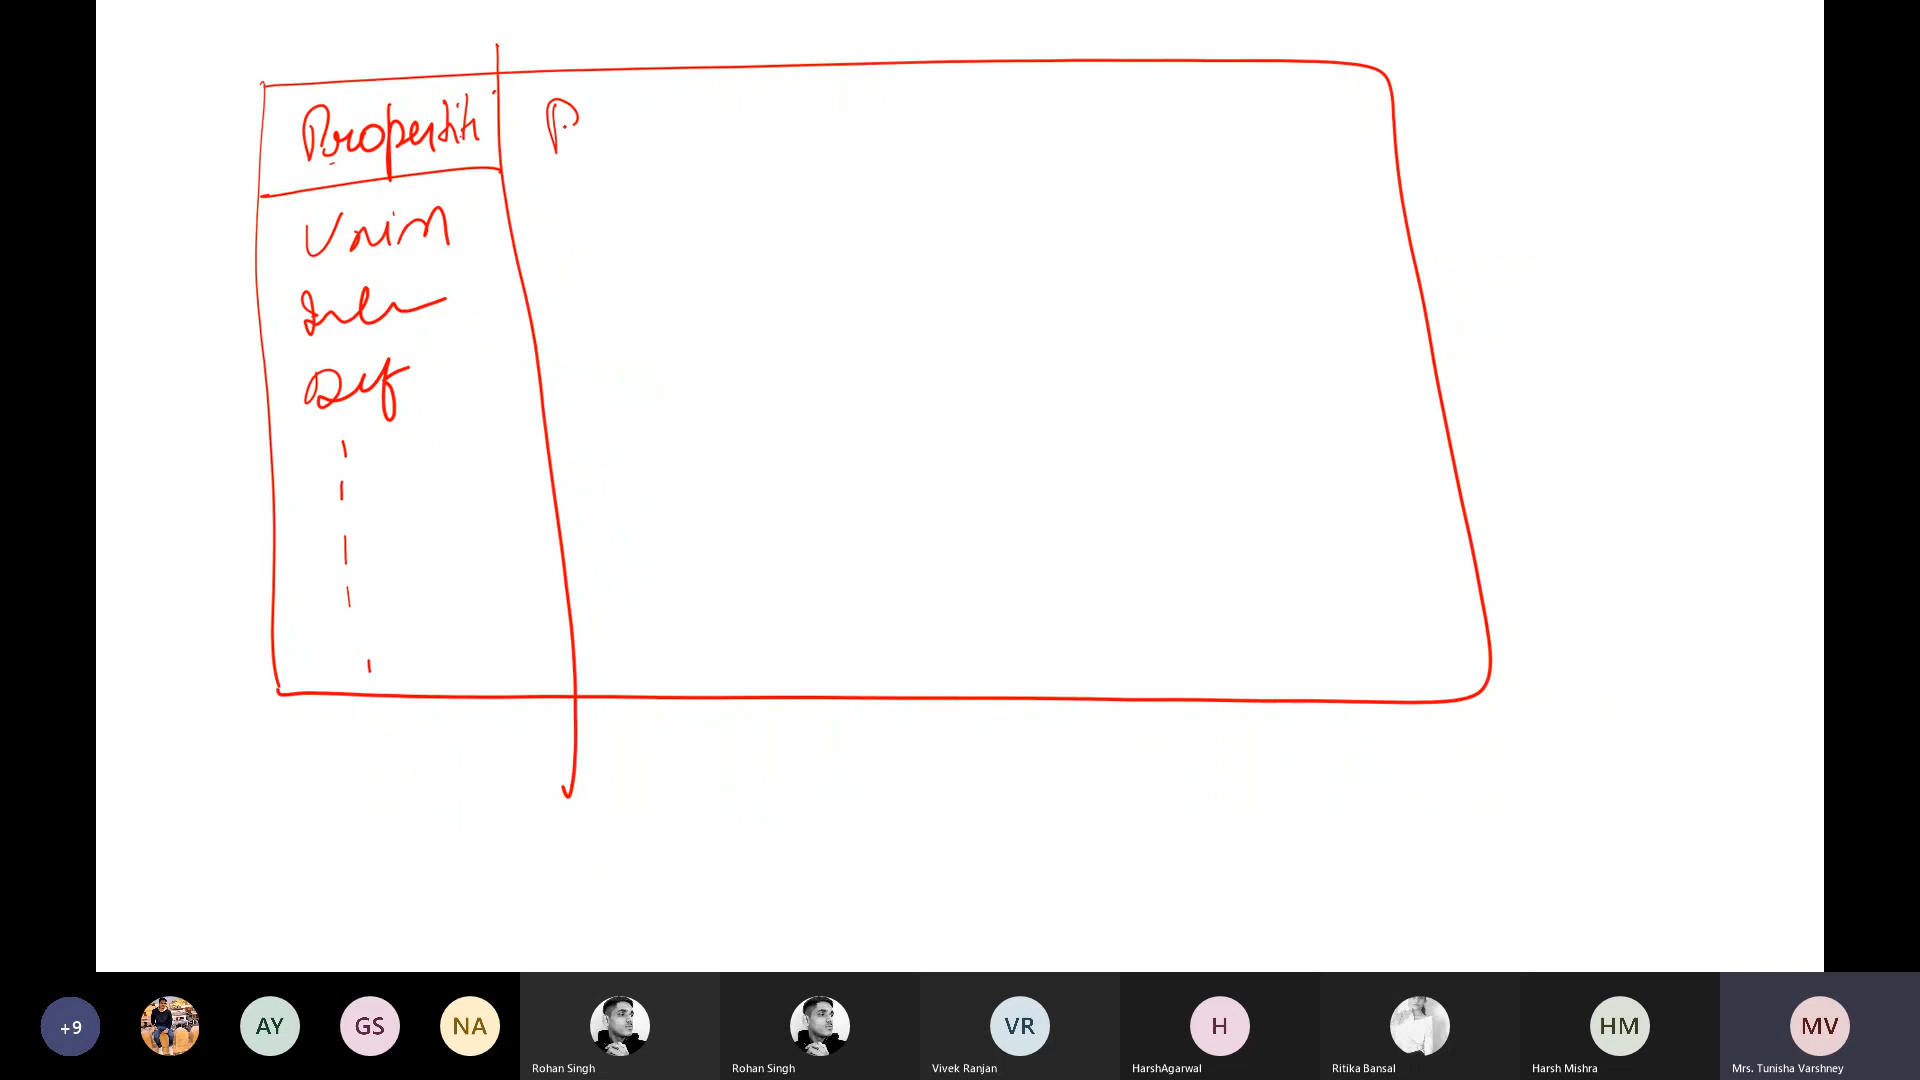 Properties P
Union
Inter
Dif
+9 AY GS NA VR H HM MV
Rohan Singh Rohan Singh Vivek Ranjan HarshAgarwal Ritika Bansal Harsh Mishra Mrs. Tunisha Varshney